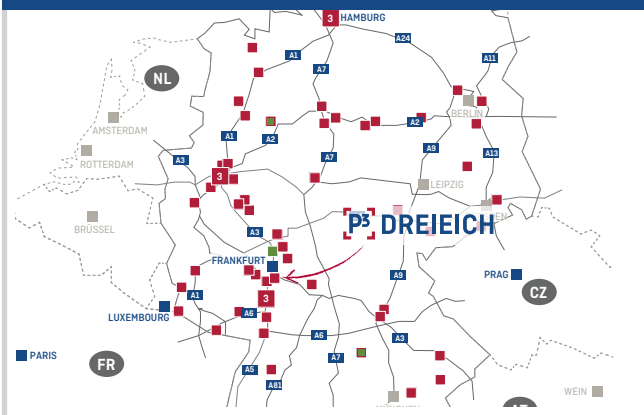 3 HAMBURG
A24
A1
A7
A11
NL
BERLIN
AMSTERDAM
A2
A1
A2
A9
A13
ROTTERDAM
A3
A7
3
LEIPZIG
BRÜSSEL
P3 DREIEICH
EN
A3
FRANKFURT
A9
PRAG
CZ
A1
3
LUXEMBOURG
A6
A6
A3
PARIS
FR
A7
A5
A81
WEIN